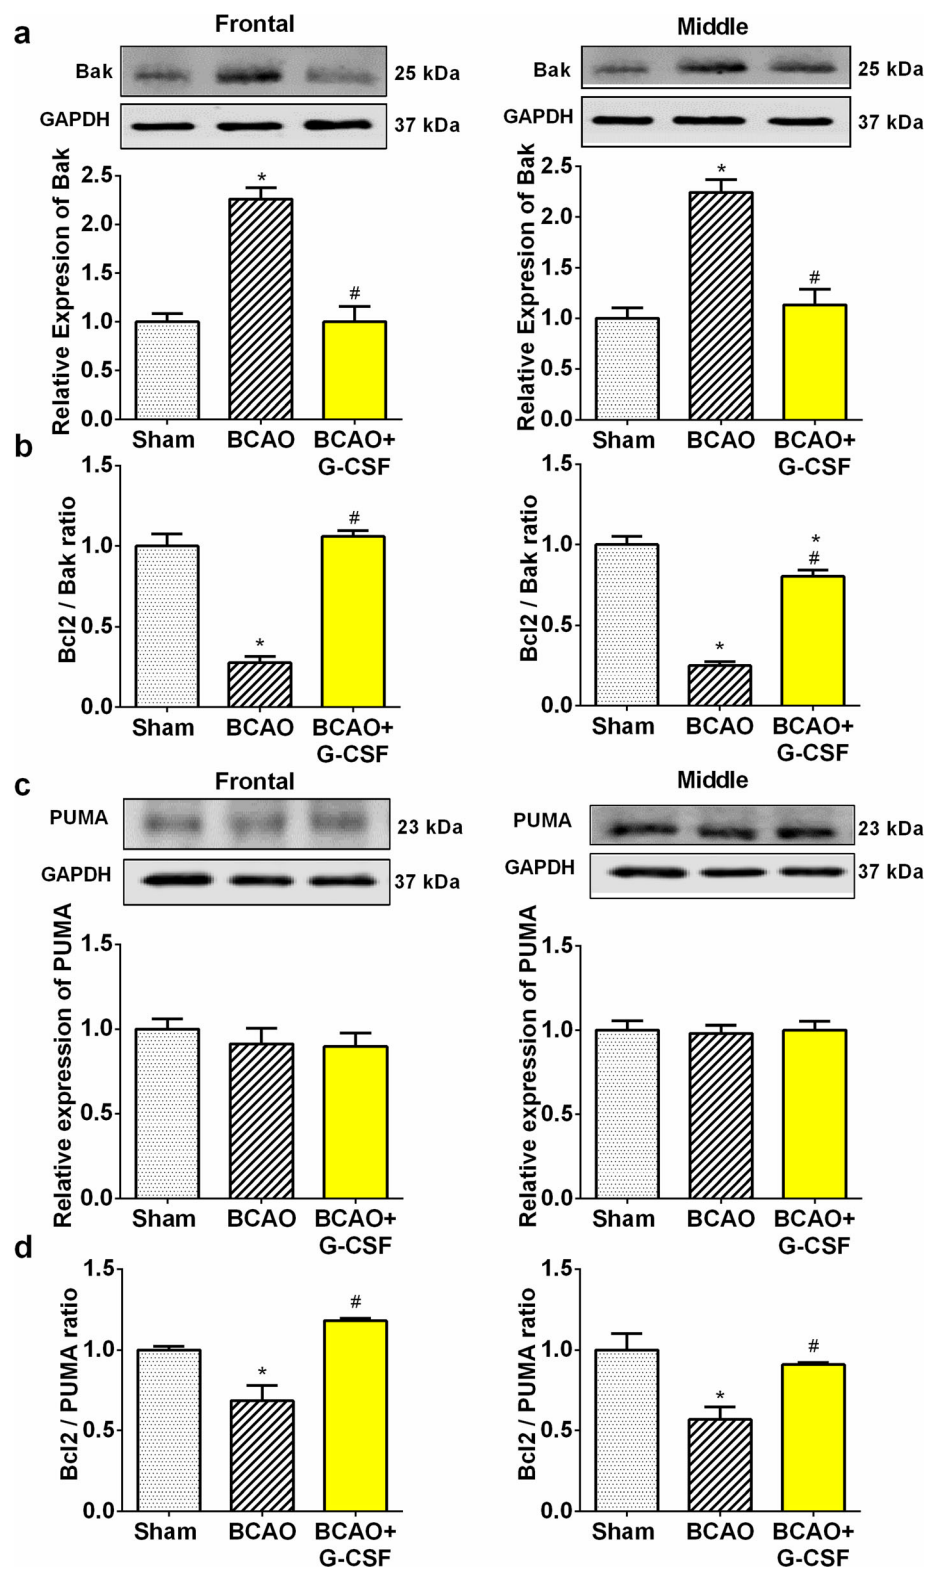 a
Frontal
Middle
Bak
25 kDa
Bak
25 kDa
GAPDH
37 kDa
GAPDH
37 kDa
Relative Expresion of Bak
2.5
2.0
1.5
1.0
0.5
0.0
*
#
Sham
BCAO
BCAO+
G-CSF
Relative Expression of Bak
2.5
2.0
1.5
1.0
0.5
0.0
*
#
Sham
BCAO
BCAO+
G-CSF
b
Bcl2 / Bak ratio
1.5
1.0
0.5
0.0
*
#
Sham
BCAO
BCAO+
G-CSF
Bcl2 / Bak ratio
1.5
1.0
0.5
0.0
*
*
#
Sham
BCAO
BCAO+
G-CSF
c
Frontal
Middle
PUMA
23 kDa
PUMA
23 kDa
GAPDH
37 kDa
GAPDH
37 kDa
Relative expression of PUMA
1.5
1.0
0.5
0.0
Sham
BCAO
BCAO+
G-CSF
Relative expression of PUMA
1.5
1.0
0.5
0.0
Sham
BCAO
BCAO+
G-CSF
d
Bcl2 / PUMA ratio
1.5
1.0
0.5
0.0
*
#
Sham
BCAO
BCAO+
G-CSF
Bcl2 / PUMA ratio
1.5
1.0
0.5
0.0
*
#
Sham
BCAO
BCAO+
G-CSF